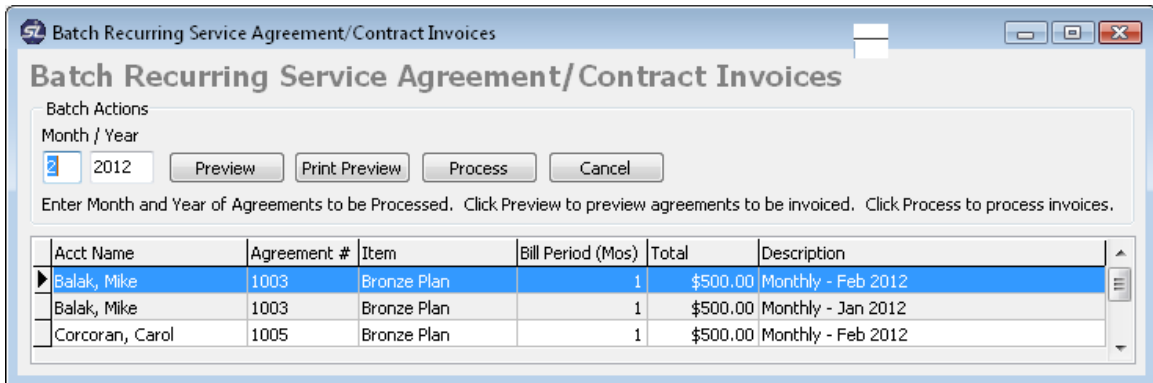 SL Batch Recurring Service Agreement/Contract Invoices
Batch Recurring Service Agreement/Contract Invoices
Batch Actions
Month / Year
2 2012 Preview Print Preview Process Cancel
Enter Month and Year of Agreements to be Processed. Click Preview to preview agreements to be invoiced. Click Process to process invoices.
Acct Name Agreement # Item Bill Period (Mos) Total Description
Balak, Mike 1003 Bronze Plan 1 $500.00 Monthly - Feb 2012
Balak, Mike 1003 Bronze Plan 1 $500.00 Monthly - Jan 2012
Corcoran, Carol 1005 Bronze Plan 1 $500.00 Monthly - Feb 2012